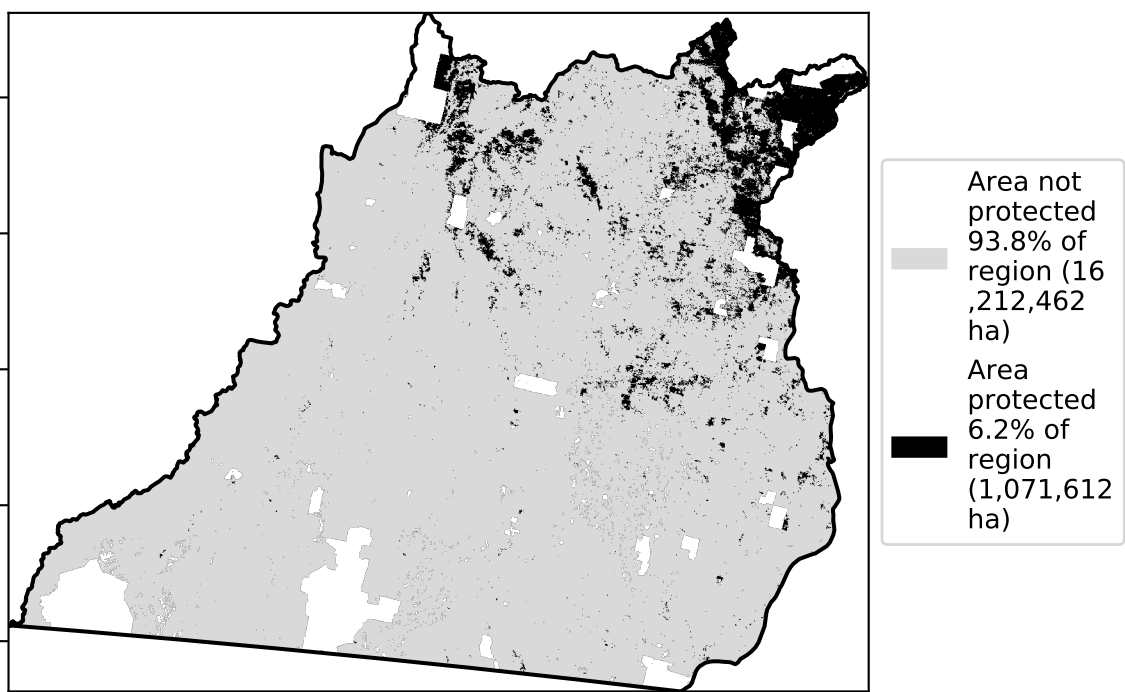 Area not
protected
93.8% of
region (16
,212,462
ha)
Area
protected
6.2% of
region
(1,071,612
ha)